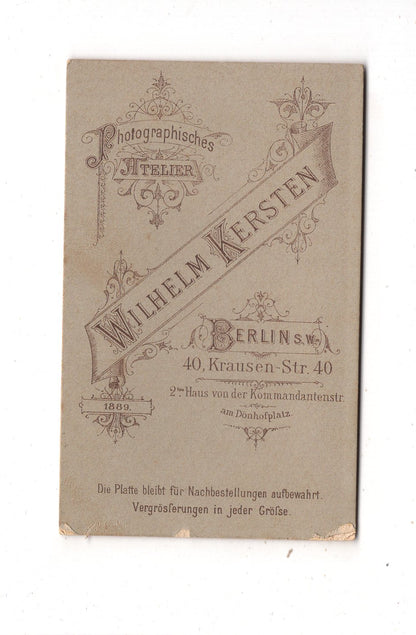 Photographisches
ATELIER
WILHELM KERSTEN
BERLIN S.W.
40, Krausen-Str. 40
2tes Haus von der Kommandantenstr.
am Dönhofplatz.
1889.
Die Platte bleibt für Nachbestellungen aufbewahrt.
Vergrösserungen in jeder Grösse.